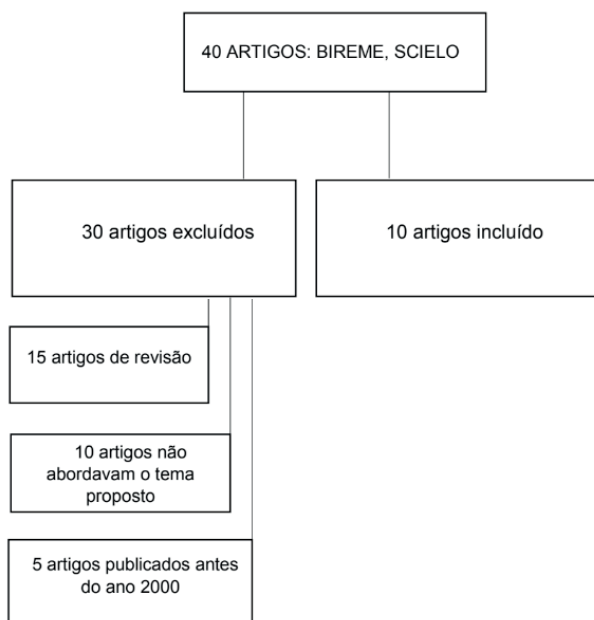 40 ARTIGOS: BIREME, SCIELO
30 artigos excluídos
10 artigos incluído
15 artigos de revisão
10 artigos não
abordavam o tema
proposto
5 artigos publicados antes
do ano 2000